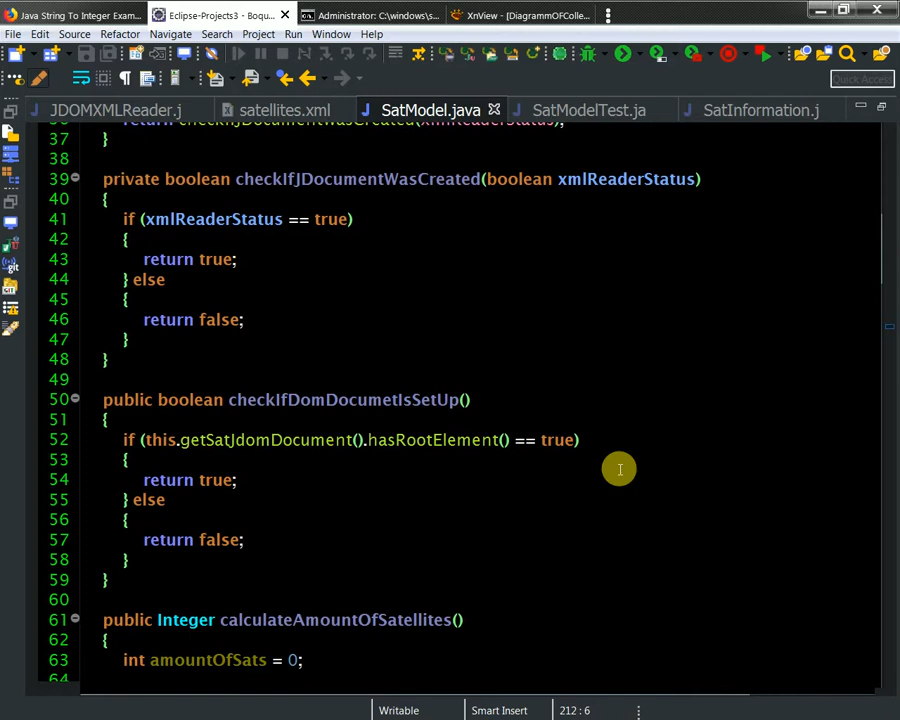 Java String To Integer Exam...
Eclipse-Projects3 - Boqu...
Administrator: C:\windows\s...
XnView - [DiagrammOfColle...
File Edit Source Refactor Navigate Search Project Run Window Help
Quick Access
JDOMXMLReader.j
satellites.xml
SatModel.java
SatModelTest.ja
SatInformation.j
37 }
38
39 private boolean checkIfJDocumentWasCreated(boolean xmlReaderStatus)
40 {
41 if (xmlReaderStatus == true)
42 {
43 return true;
44 } else
45 {
46 return false;
47 }
48 }
49
50 public boolean checkIfDomDocumetIsSetUp()
51 {
52 if (this.getSatJdomDocument().hasRootElement() == true)
53 {
54 return true;
55 } else
56 {
57 return false;
58 }
59 }
60
61 public Integer calculateAmountOfSatellites()
62 {
63 int amountOfSats = 0;
64
Writable Smart Insert 212 : 6